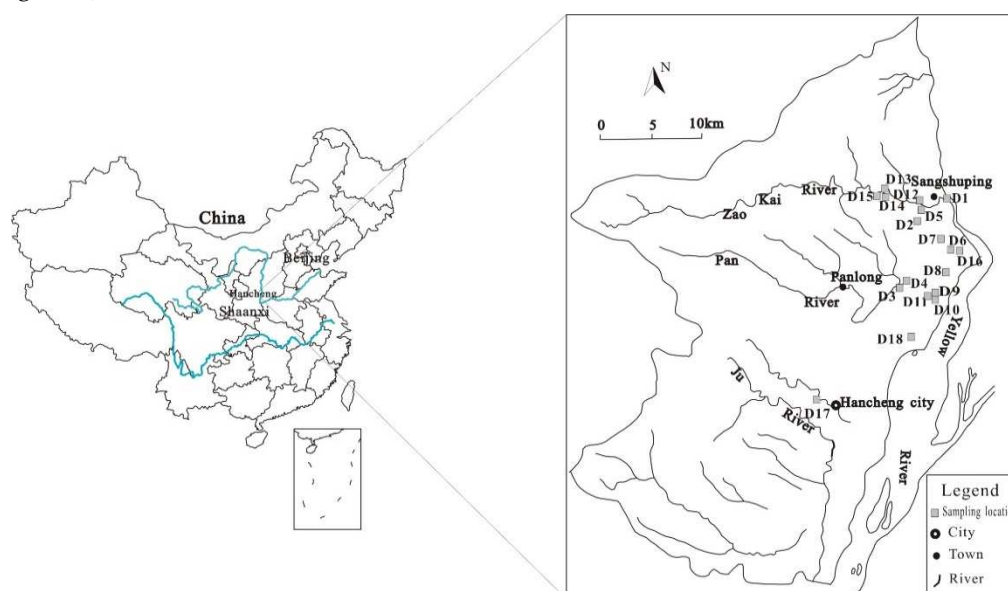 China
Beijing
Hancheng
Shaanxi
N
0 5 10km
D13
Sangshuping
River
D12
D1
Kai
D15
D14
Zao
D5
D2
D7
D6
D16
Pan
D8
Panlong
D4
D3
D9
River
D11
D10
Yellow
D18
Ju
Hancheng city
D17
River
River
Legend
Sampling locati
City
Town
River